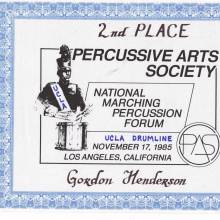 2nd PLACE
PERCUSSIVE ARTS
SOCIETY
UCLA
NATIONAL
MARCHING
PERCUSSION
FORUM
UCLA DRUMLINE
NOVEMBER 17, 1985
LOS ANGELES, CALIFORNIA
PAS
Gordon Henderson